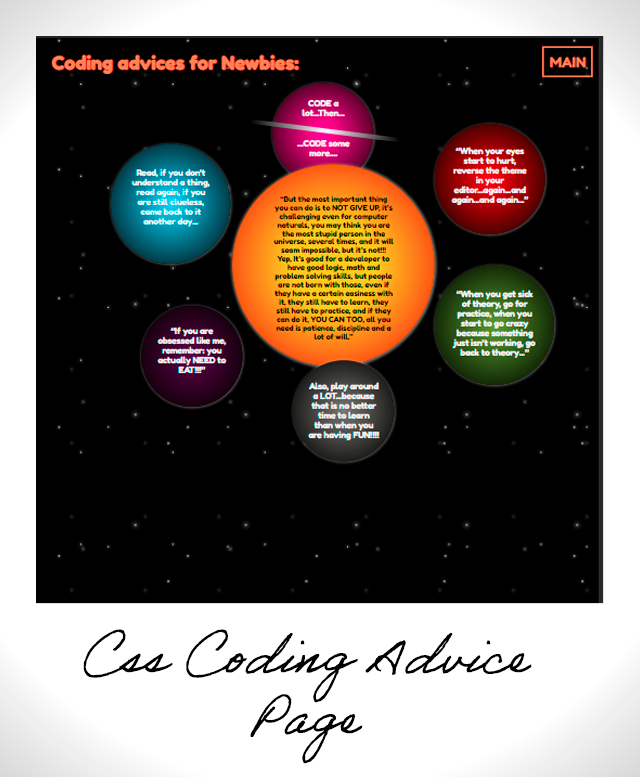 Coding advices for Newbies:
MAIN
CODE a
lot...Then...
...CODE some
more....
"When your eyes
start to hurt,
reverse the theme
in your
editor...again...and
again...and again..."
Read, if you don't
understand a thing,
read again, if you
are still clueless,
came back to it
another day...
"But the most important thing
you can do is to NOT GIVE UP, it's
challenging even for computer
naturals, you may think you are
the most stupid person in the
universe, several times, and it will
seam impossible, but it's not!!!
Yep, It's good for a developer to
have good logic, math and
problem solving skills, but people
are not born with those, even if
they have a certain easiness with
it, they still have to learn, they
still have to practice, and if they
can do it, YOU CAN TOO, all you
need is patience, discipline and a
lot of will."
"When you get sick
of theory, go for
practice, when you
start to go crazy
because something
just isn't working, go
back to theory..."
"If you are
obsessed like me,
remember: you
actually NEED to
EAT!!!"
Also, play around
a LOT...because
that is no better
time to learn
than when you
are having FUN!!!!
Css Coding Advice
Page